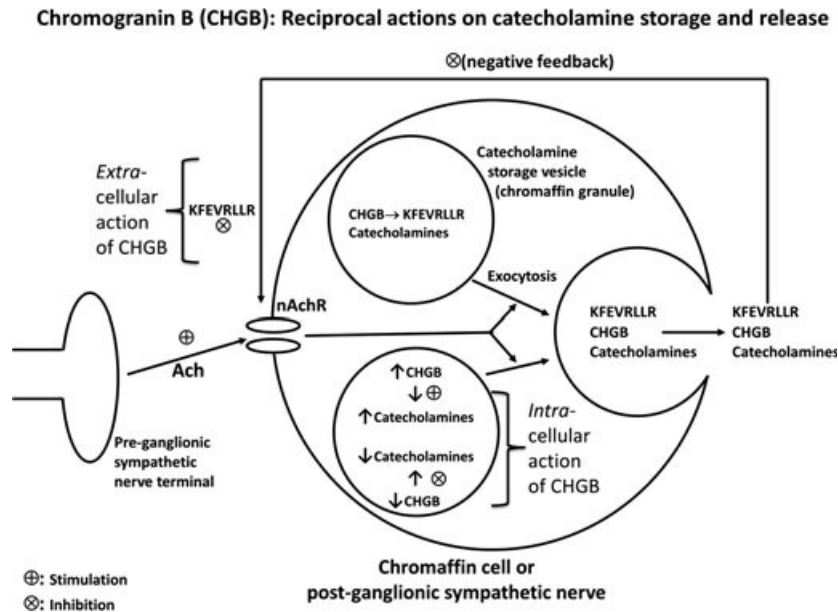 Chromogranin B (CHGB): Reciprocal actions on catecholamine storage and release
⊗(negative feedback)
Extra-
cellular
action
of CHGB
KFEVRLLR
⊗
Catecholamine
storage vesicle
(chromaffin granule)
CHGB→ KFEVRLLR
Catecholamines
Exocytosis
nAchR
⊕
Ach
Pre-ganglionic
sympathetic
nerve terminal
KFEVRLLR
CHGB
Catecholamines
KFEVRLLR
CHGB
Catecholamines
↑CHGB
↓⊕
↑Catecholamines
↓Catecholamines
↑ ⊗
↓CHGB
Intra-
cellular
action
of CHGB
Chromaffin cell or
post-ganglionic sympathetic nerve
⊕: Stimulation
⊗: Inhibition